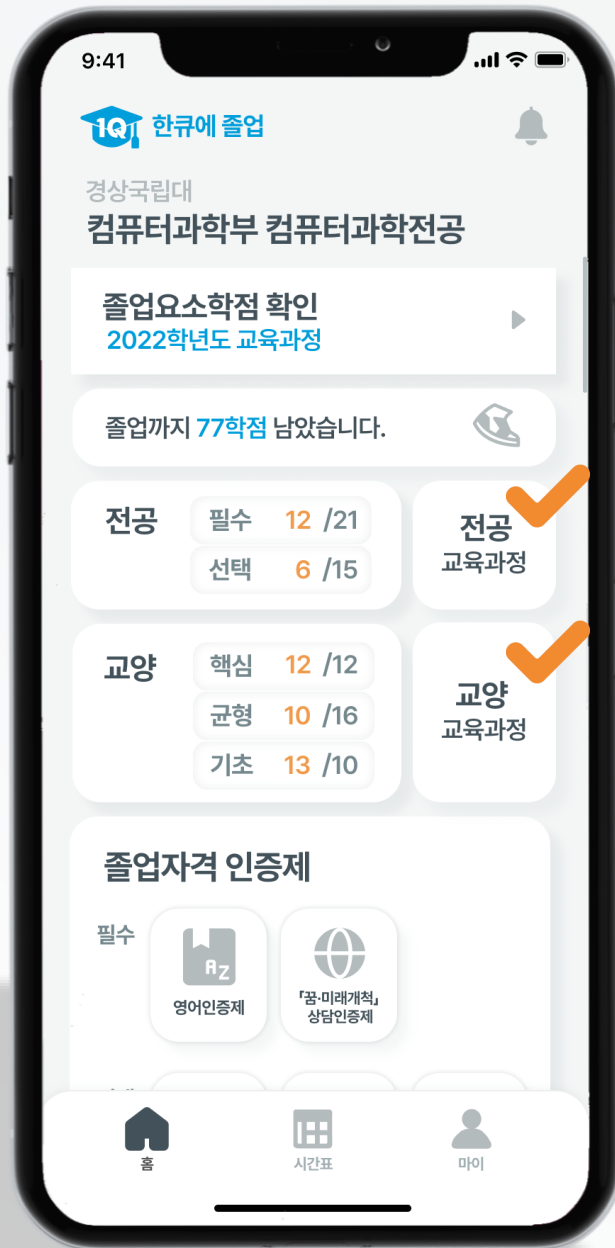 9:41
1Q 한큐에 졸업
경상국립대
컴퓨터과학부 컴퓨터과학전공
졸업요소학점 확인
2022학년도 교육과정
졸업까지 77학점 남았습니다.
전공
필수 12 /21
선택 6 /15
전공
교육과정
교양
핵심 12 /12
균형 10 /16
기초 13 /10
교양
교육과정
졸업자격 인증제
필수
AZ
영어인증제
「꿈·미래개척」
상담인증제
홈
시간표
마이